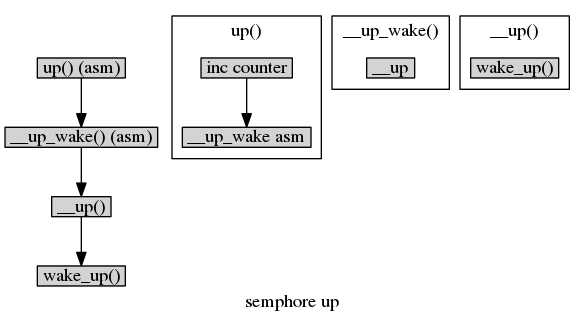 up() (asm)
__up_wake() (asm)
__up()
wake_up()
up()
inc counter
__up_wake asm
__up_wake()
__up
__up()
wake_up()
semphore up